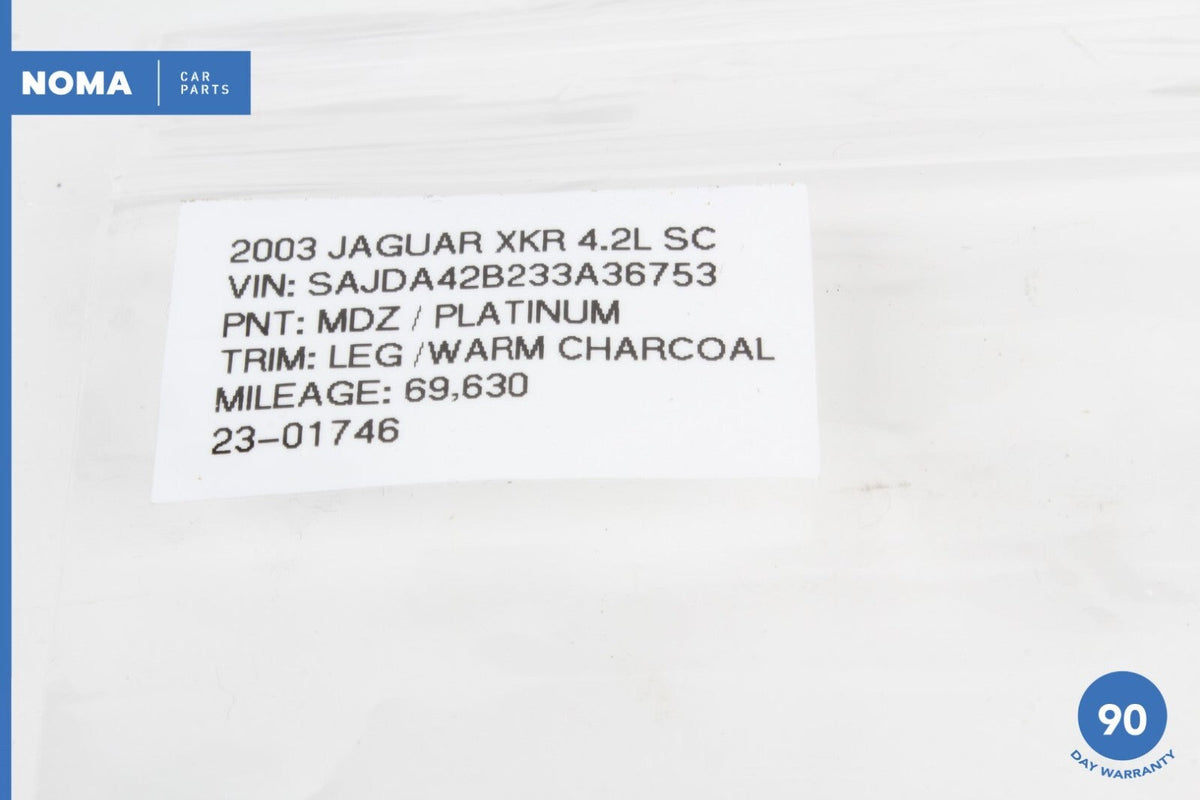 NOMA
CAR
PARTS
2003 JAGUAR XKR 4.2L SC
VIN: SAJDA42B233A36753
PNT: MDZ / PLATINUM
TRIM: LEG /WARM CHARCOAL
MILEAGE: 69,630
23-01746
90
DAY WARRANTY